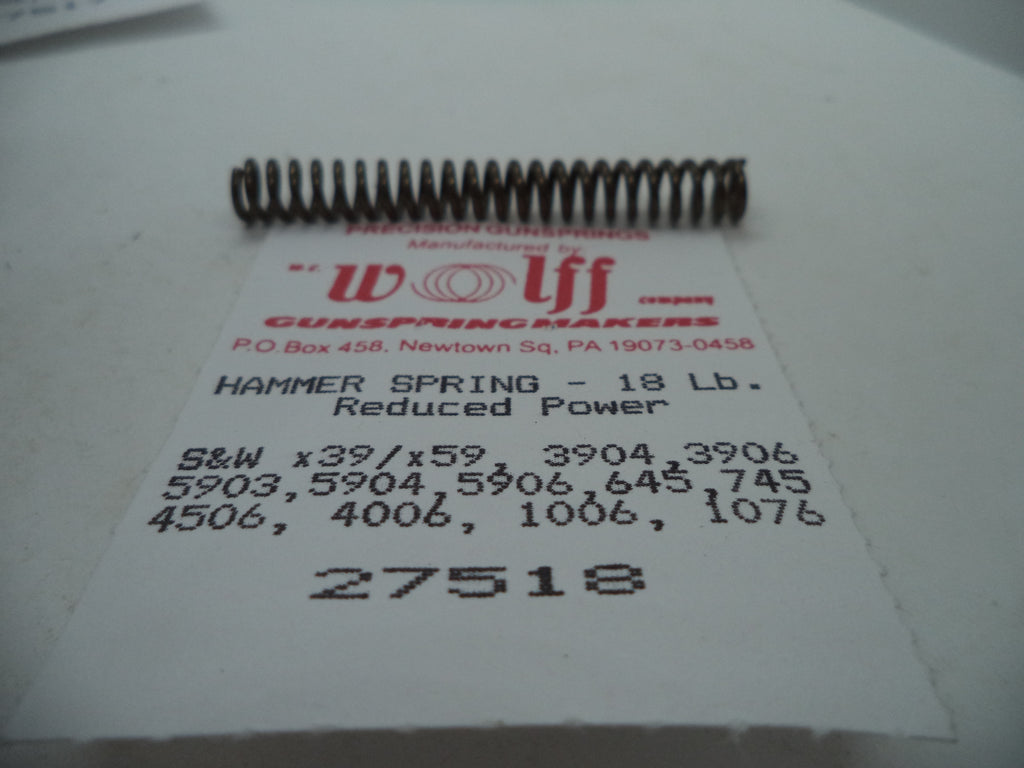 PRECISION GUNSPRINGS
Manufactured by:
W.C. Wolff company
GUNSPRINGMAKERS
P.O. Box 458, Newtown Sq, PA 19073-0458
HAMMER SPRING - 18 Lb.
Reduced Power
S&W x39/x59, 3904,3906
5903,5904,5906,645,745
4506, 4006, 1006, 1076
27518